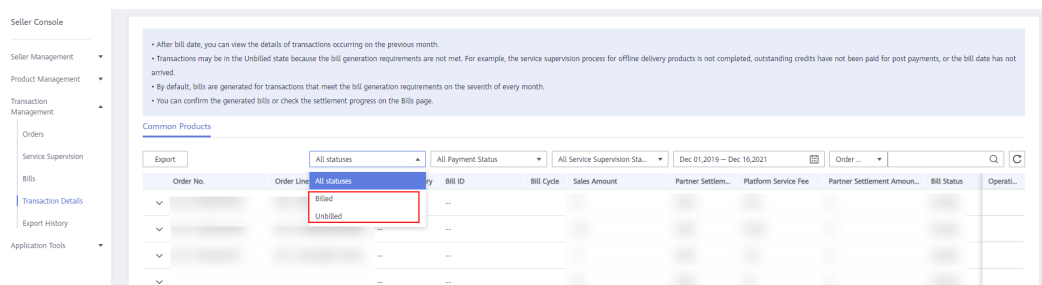 Seller Console
Seller Management
Product Management
Transaction
Management
Orders
Service Supervision
Bills
Transaction Details
Export History
Application Tools
• After bill date, you can view the details of transactions occurring on the previous month.
• Transactions may be in the Unbilled state because the bill generation requirements are not met. For example, the service supervision process for offline delivery products is not completed, outstanding credits have not been paid for post payments, or the bill date has not
arrived.
• By default, bills are generated for transactions that meet the bill generation requirements on the seventh of every month.
• You can confirm the generated bills or check the settlement progress on the Bills page.
Common Products
Export All statuses All Payment Status All Service Supervision Sta... Dec 01,2019 – Dec 16,2021 Order ...
Order No. Order Line ry Bill ID Bill Cycle Sales Amount Partner Settlem... Platform Service Fee Partner Settlement Amoun... Bill Status Operati...
All statuses
Billed
Unbilled
--
-- --
-- --
-- --